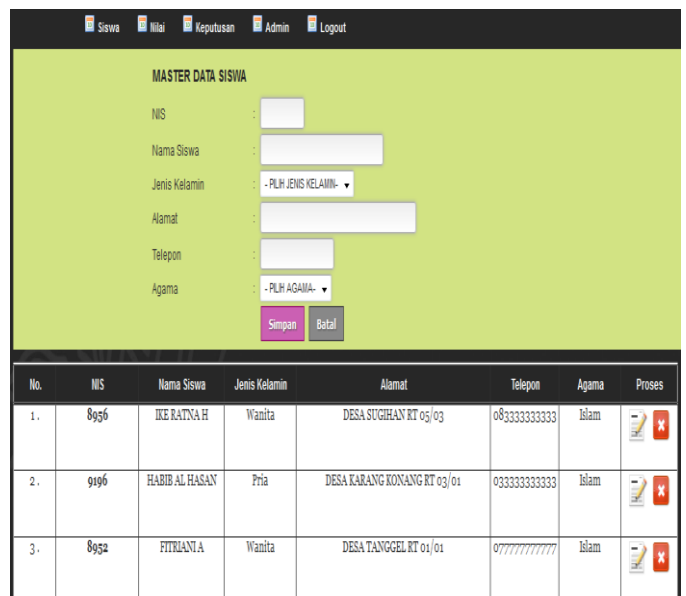 Siswa Nilai Keputusan Admin Logout
MASTER DATA SISWA
NIS :
Nama Siswa :
Jenis Kelamin : - PILIH JENIS KELAMIN-
Alamat :
Telepon :
Agama : - PILIH AGAMA-
Simpan Batal
No. NIS Nama Siswa Jenis Kelamin Alamat Telepon Agama Proses
1. 8956 IKE RATNA H Wanita DESA SUGIHAN RT 05/03 083333333333 Islam
2. 9196 HABIB AL HASAN Pria DESA KARANG KONANG RT 03/01 033333333333 Islam
3. 8952 FITRIANI A Wanita DESA TANGGEL RT 01/01 077777777777 Islam